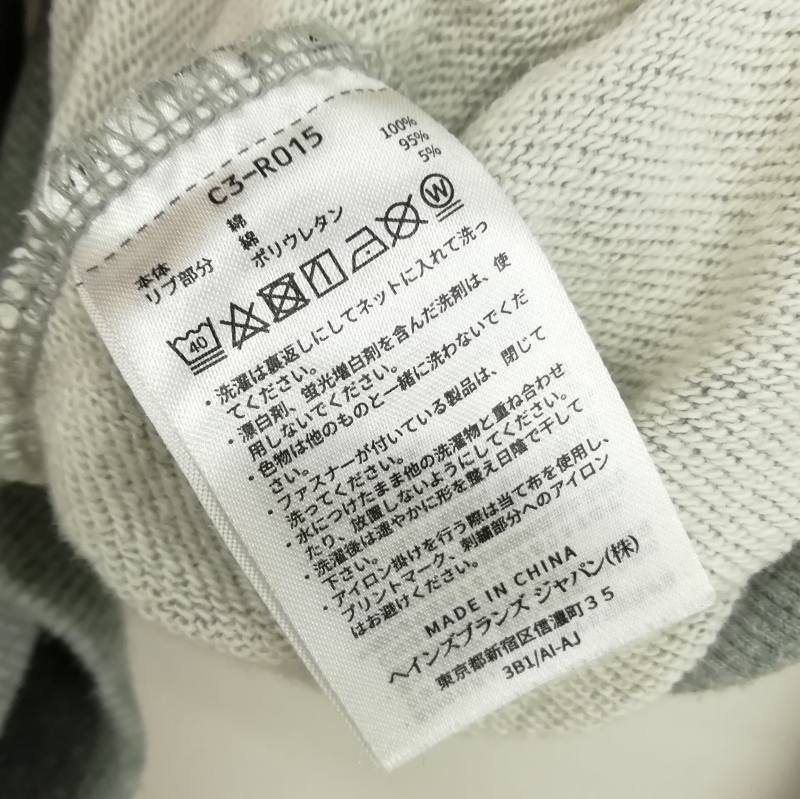 C3-R015
本体 綿 100%
リブ部分 綿 95%
ポリウレタン 5%
40
W
・洗濯は裏返しにしてネットに入れて洗っ
てください。
・漂白剤、蛍光増白剤を含んだ洗剤は、使
用しないでください。
・色物は他のものと一緒に洗わないでくだ
さい。
・ファスナーが付いている製品は、閉じて
洗ってください。
・水につけたまま他の洗濯物と重ね合わせ
たり、放置しないようにしてください。
・洗濯後は速やかに形を整え日陰で干して
下さい。
・アイロン掛けを行う際は当て布を使用し、
プリントマーク、刺繍部分へのアイロン
はお避けください。
MADE IN CHINA
ヘインズブランズ ジャパン(株)
東京都新宿区信濃町35
3B1/AI-AJ